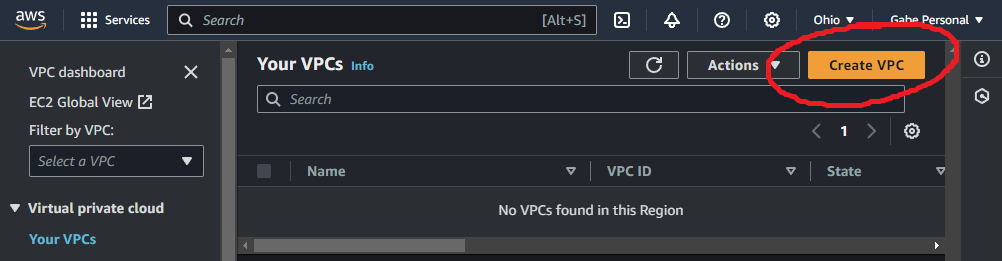 aws Services Search [Alt+S] Ohio Gabe Personal
VPC dashboard
EC2 Global View
Filter by VPC:
Select a VPC
Virtual private cloud
Your VPCs
Your VPCs Info Actions Create VPC
Search
1
Name VPC ID State
No VPCs found in this Region